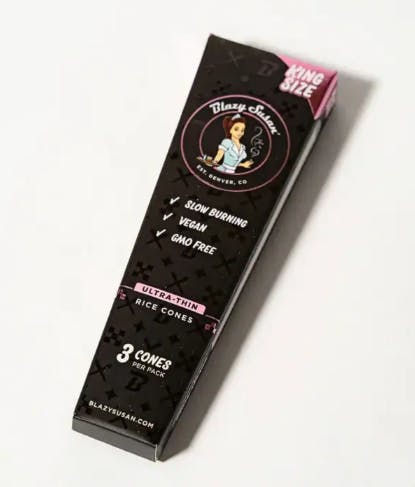 KING
SIZE
Blazy Susan
EST. DENVER, CO
SLOW BURNING
VEGAN
GMO FREE
ULTRA-THIN
RICE CONES
3 CONES
PER PACK
BLAZYSUSAN.COM